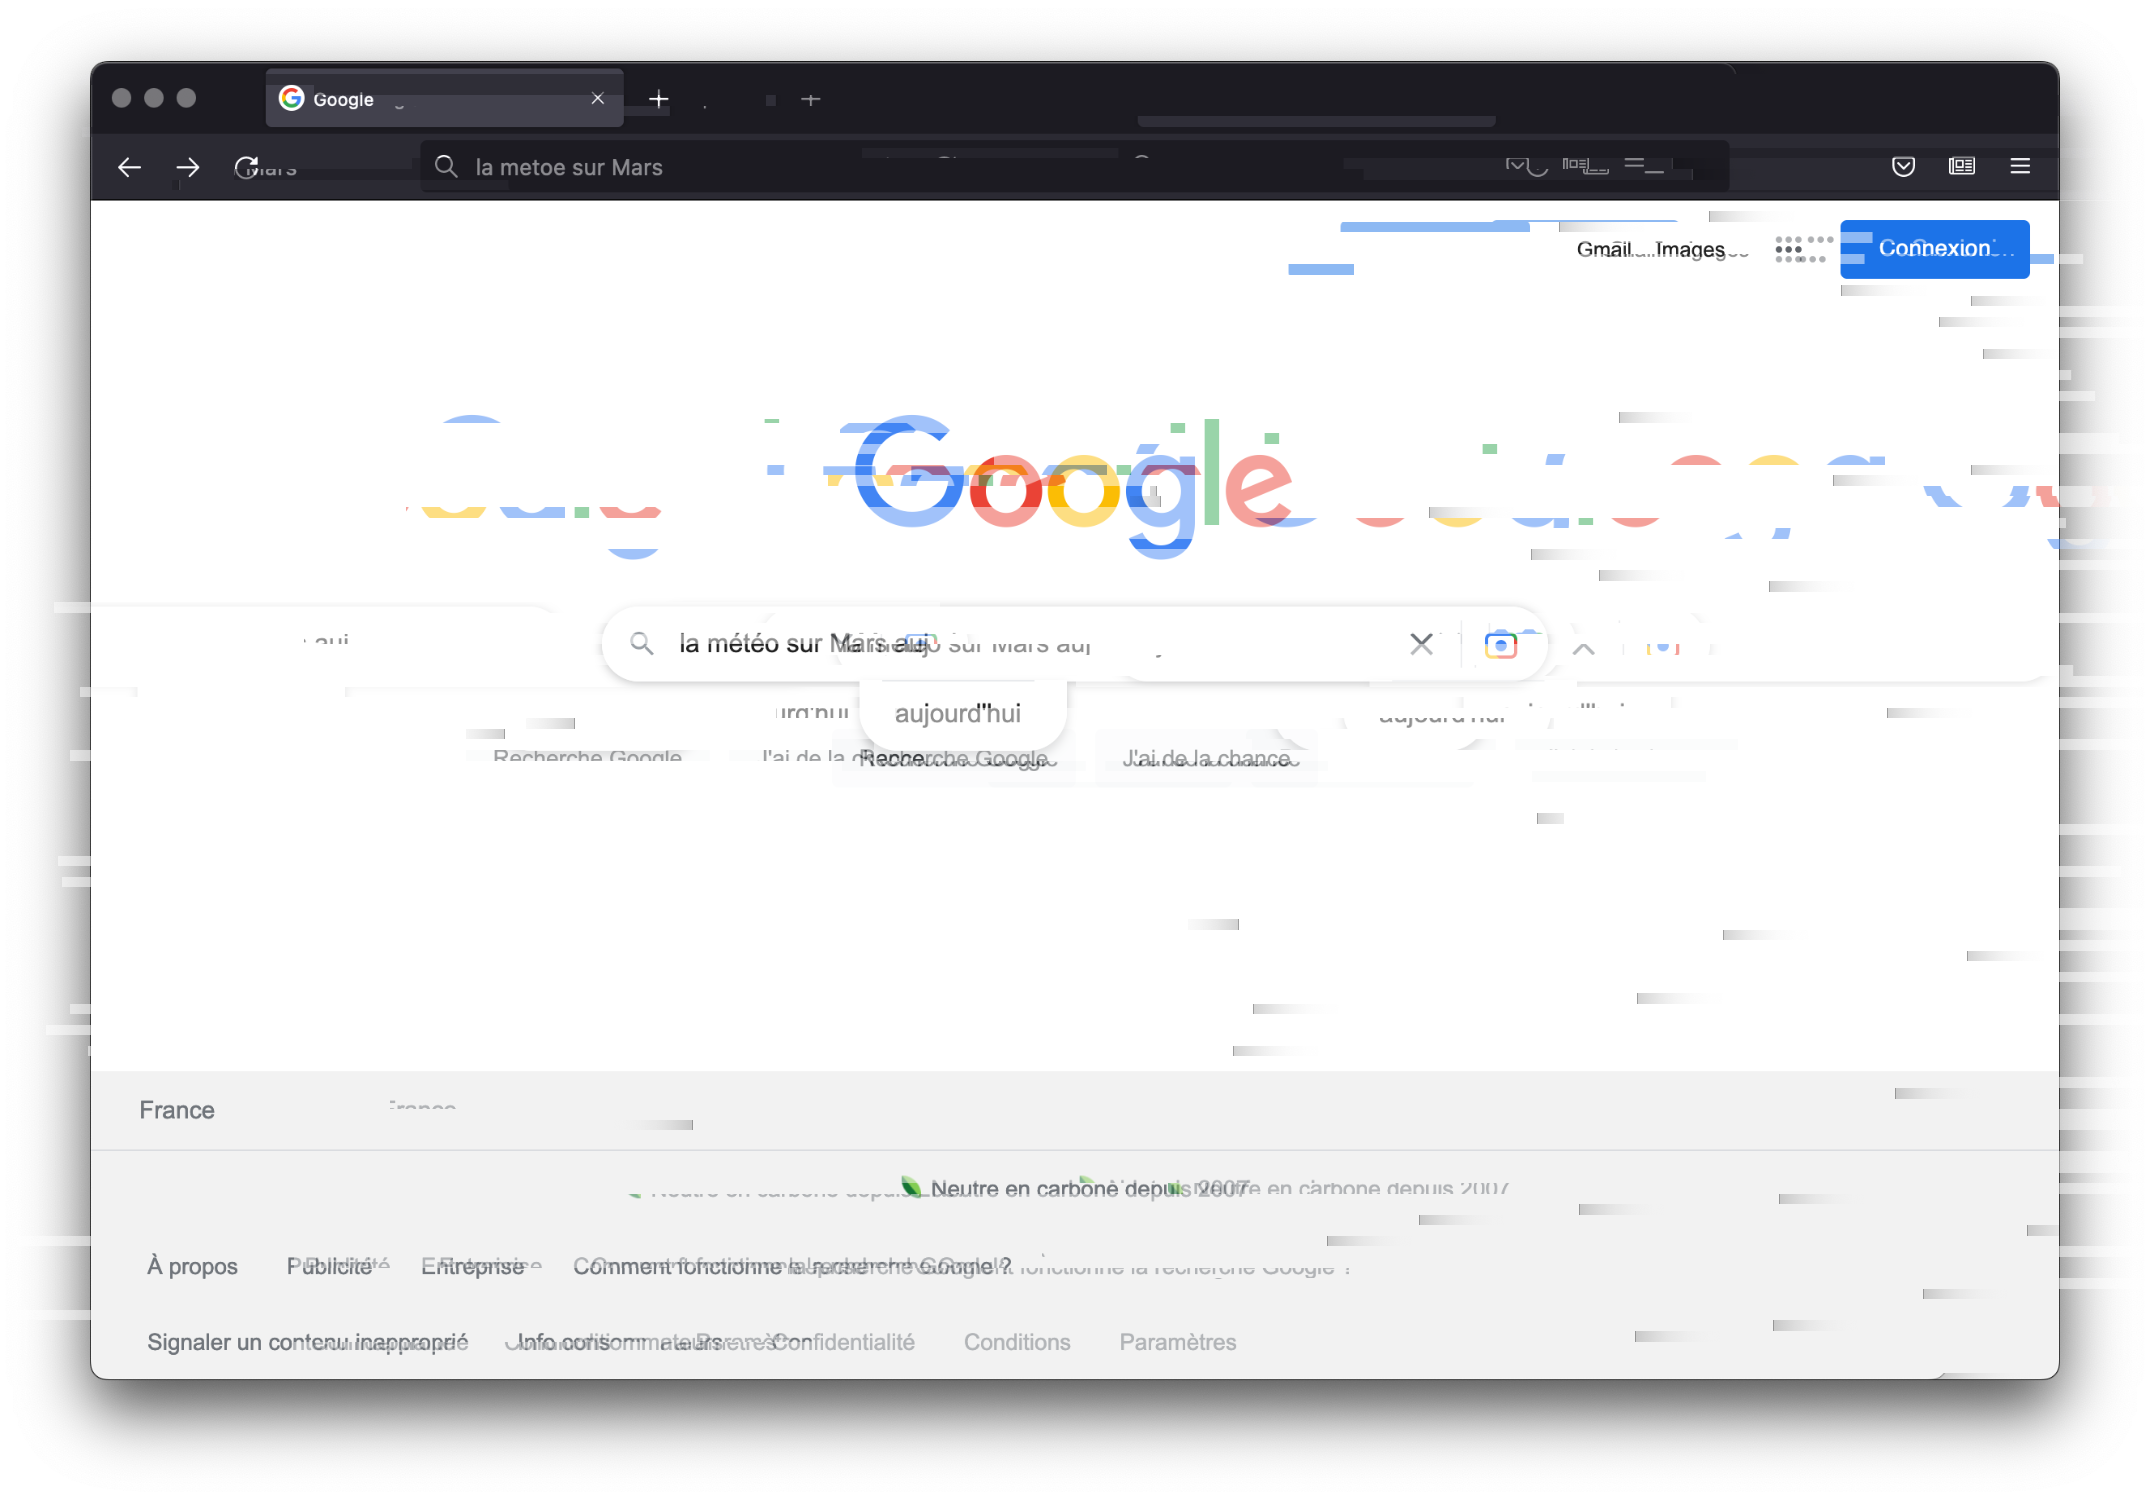 Google
la metoe sur Mars
Gmail Images Connexion
Google
la météo sur Mars auj
aujourd'hui
Recherche Google J'ai de la chance
France
Neutre en carbone depuis 2007
À propos Publicité Entreprise Comment fonctionne la recherche Google ?
Signaler un contenu inapproprié Info consommateurs Confidentialité Conditions Paramètres